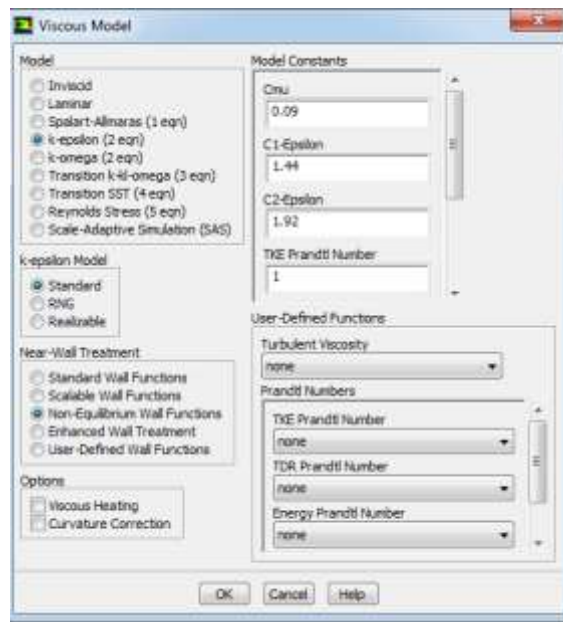 Viscous Model
Model
Inviscid
Laminar
Spalart-Allmaras (1 eqn)
k-epsilon (2 eqn)
k-omega (2 eqn)
Transition k-kl-omega (3 eqn)
Transition SST (4 eqn)
Reynolds Stress (5 eqn)
Scale-Adaptive Simulation (SAS)
k-epsilon Model
Standard
RNG
Realizable
Near-Wall Treatment
Standard Wall Functions
Scalable Wall Functions
Non-Equilibrium Wall Functions
Enhanced Wall Treatment
User-Defined Wall Functions
Options
Viscous Heating
Curvature Correction
Model Constants
Cmu
0.09
C1-Epsilon
1.44
C2-Epsilon
1.92
TKE Prandtl Number
1
User-Defined Functions
Turbulent Viscosity
none
Prandtl Numbers
TKE Prandtl Number
none
TDR Prandtl Number
none
Energy Prandtl Number
none
OK
Cancel
Help